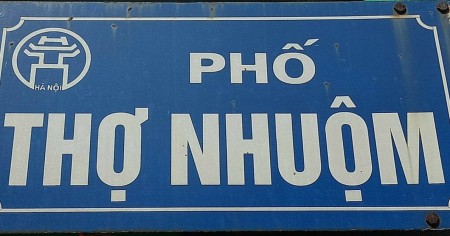 PHỐ
HÀ NỘI
THỢ NHUỘM